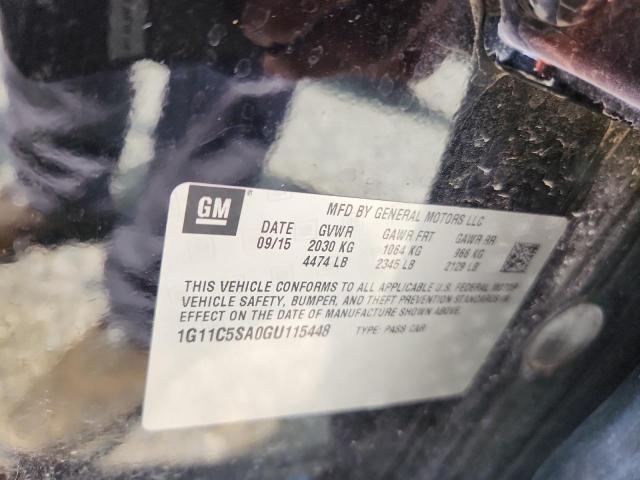 GM
MFD BY GENERAL MOTORS LLC
DATE GVWR GAWR FRT GAWR RR
09/15 2030 KG 1064 KG 966 KG
4474 LB 2345 LB 2129 LB
THIS VEHICLE CONFORMS TO ALL APPLICABLE U.S. FEDERAL MOTOR
VEHICLE SAFETY, BUMPER, AND THEFT PREVENTION STANDARDS IN
EFFECT ON THE DATE OF MANUFACTURE SHOWN ABOVE.
1G11C5SA0GU115448 TYPE: PASS CAR